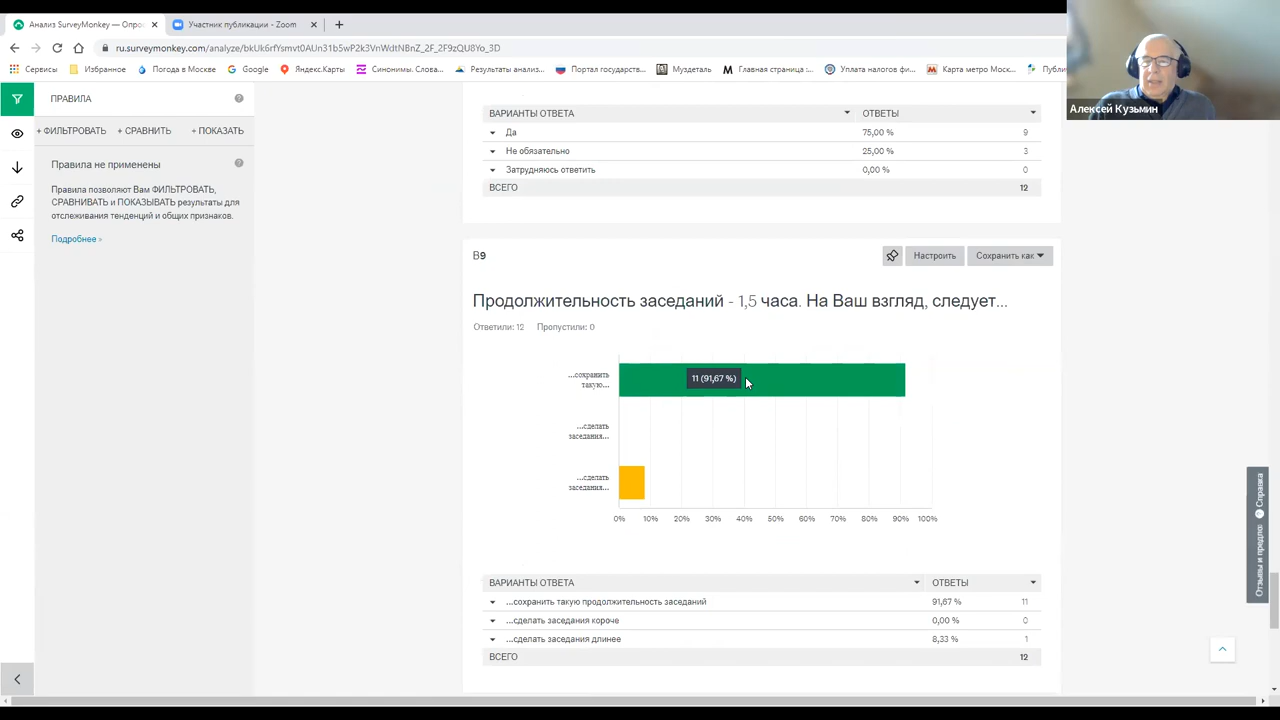 Анализ SurveyMonkey — Опрос
Участник публикации - Zoom
ru.surveymonkey.com/analyze/bkUk6rfYsmvt0AUn31b5wP2k3VnWdtNBnZ_2F_2F9zQU8Yo_3D
Сервисы
Избранное
Погода в Москве
Google
Яндекс.Карты
Синонимы. Слова...
Результаты анализ...
Портал государств...
Муздеталь
Главная страница :...
Уплата налогов фи...
Карта метро Моск...
Алексей Кузьмин
ПРАВИЛА
+ ФИЛЬТРОВАТЬ + СРАВНИТЬ + ПОКАЗАТЬ
Правила не применены
Правила позволяют Вам ФИЛЬТРОВАТЬ,
СРАВНИВАТЬ и ПОКАЗЫВАТЬ результаты для
отслеживания тенденций и общих признаков.
Подробнее >
ВАРИАНТЫ ОТВЕТА ОТВЕТЫ
Да 75,00 % 9
Не обязательно 25,00 % 3
Затрудняюсь ответить 0,00 % 0
ВСЕГО 12
В9
Настроить Сохранить как
Продолжительность заседаний - 1,5 часа. На Ваш взгляд, следует...
Ответили: 12 Пропустили: 0
...сохранить
такую...
11 (91,67 %)
...сделать
заседания...
...сделать
заседания...
0% 10% 20% 30% 40% 50% 60% 70% 80% 90% 100%
ВАРИАНТЫ ОТВЕТА ОТВЕТЫ
...сохранить такую продолжительность заседаний 91,67 % 11
...сделать заседания короче 0,00 % 0
...сделать заседания длинее 8,33 % 1
ВСЕГО 12
Справка
Отзывы и предло